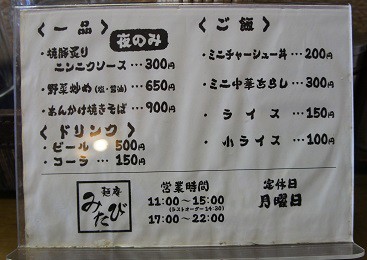 〈一品〉 夜のみ
・焼豚炙り
ニンニクソース…300円
・野菜炒め(塩・醤油)…650円
・あんかけ焼きそば…900円
〈ドリンク〉
・ビール 500円
・コーラ … 150円
〈ご飯〉
・ミニチャーシュー丼…200円
・ミニ中華ちらし…300円
・ライス …150円
・小ライス …100円
麺庵
みたび
営業時間
11:00〜15:00
(ラストオーダー14:30)
17:00〜22:00
定休日
月曜日